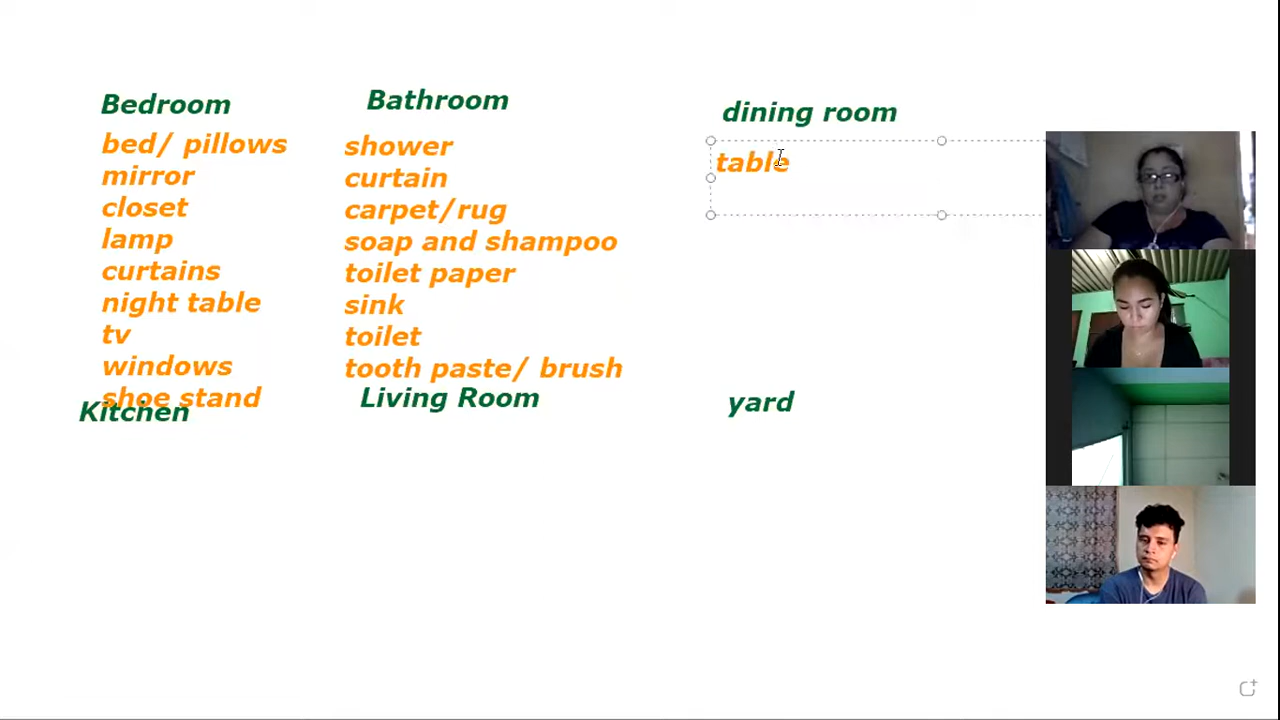 Bedroom
bed/ pillows
mirror
closet
lamp
curtains
night table
tv
windows
shoe stand
Bathroom
shower
curtain
carpet/rug
soap and shampoo
toilet paper
sink
toilet
tooth paste/ brush
dining room
table
Kitchen
Living Room
yard